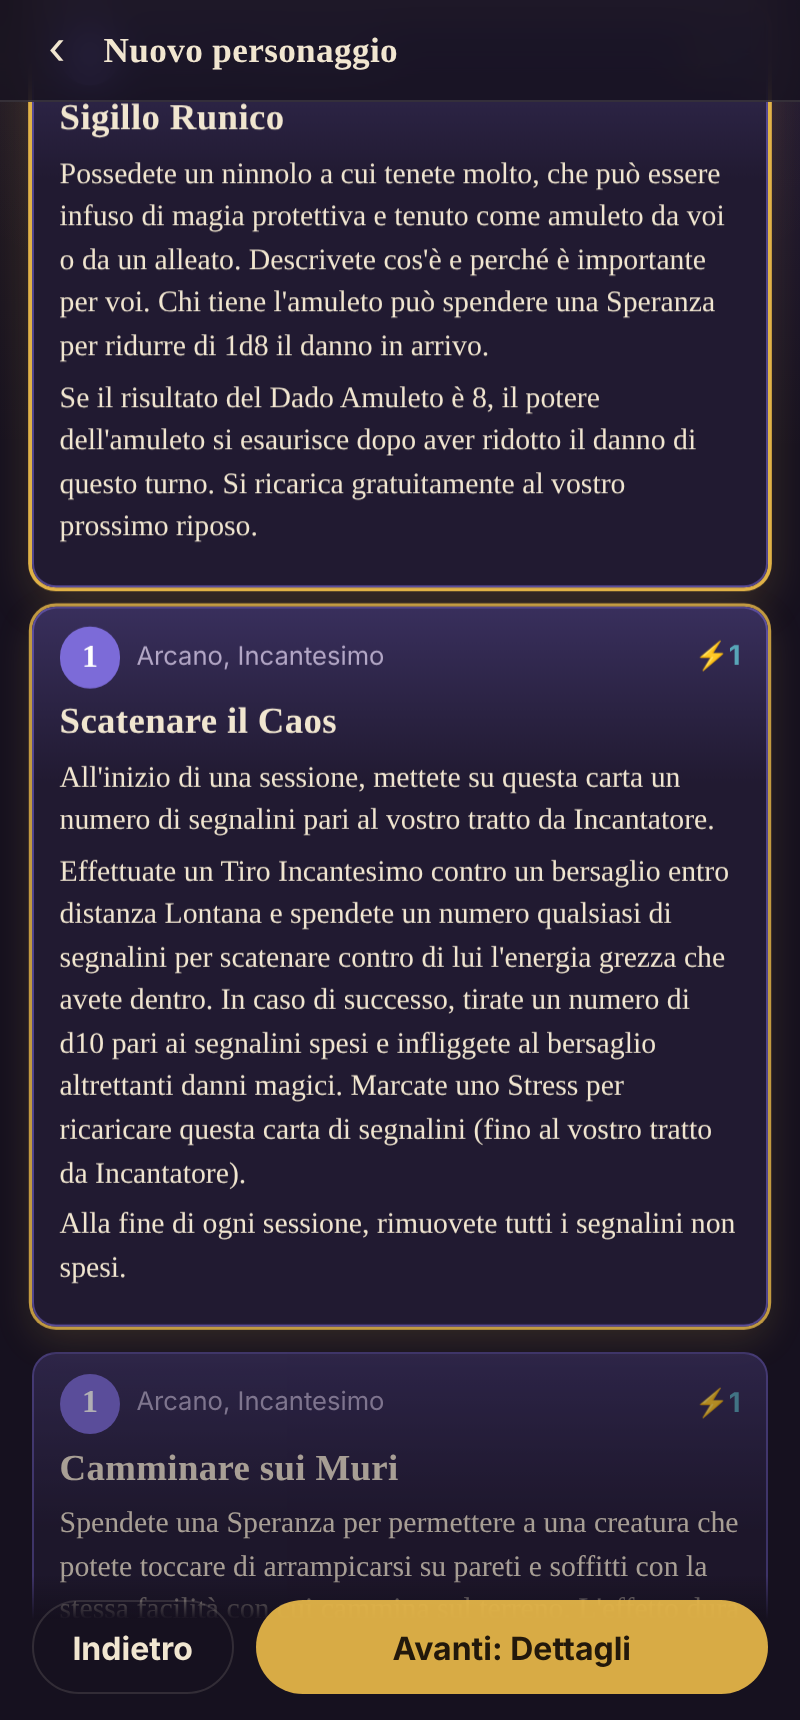 Nuovo personaggio
Sigillo Runico
Possedete un ninnolo a cui tenete molto, che può essere
infuso di magia protettiva e tenuto come amuleto da voi
o da un alleato. Descrivete cos'è e perché è importante
per voi. Chi tiene l'amuleto può spendere una Speranza
per ridurre di 1d8 il danno in arrivo.
Se il risultato del Dado Amuleto è 8, il potere
dell'amuleto si esaurisce dopo aver ridotto il danno di
questo turno. Si ricarica gratuitamente al vostro
prossimo riposo.
1 Arcano, Incantesimo ⚡1
Scatenare il Caos
All'inizio di una sessione, mettete su questa carta un
numero di segnalini pari al vostro tratto da Incantatore.
Effettuate un Tiro Incantesimo contro un bersaglio entro
distanza Lontana e spendete un numero qualsiasi di
segnalini per scatenare contro di lui l'energia grezza che
avete dentro. In caso di successo, tirate un numero di
d10 pari ai segnalini spesi e infliggete al bersaglio
altrettanti danni magici. Marcate uno Stress per
ricaricare questa carta di segnalini (fino al vostro tratto
da Incantatore).
Alla fine di ogni sessione, rimuovete tutti i segnalini non
spesi.
1 Arcano, Incantesimo ⚡1
Camminare sui Muri
Spendete una Speranza per permettere a una creatura che
potete toccare di arrampicarsi su pareti e soffitti con la
stessa facilità con
Indietro
Avanti: Dettagli